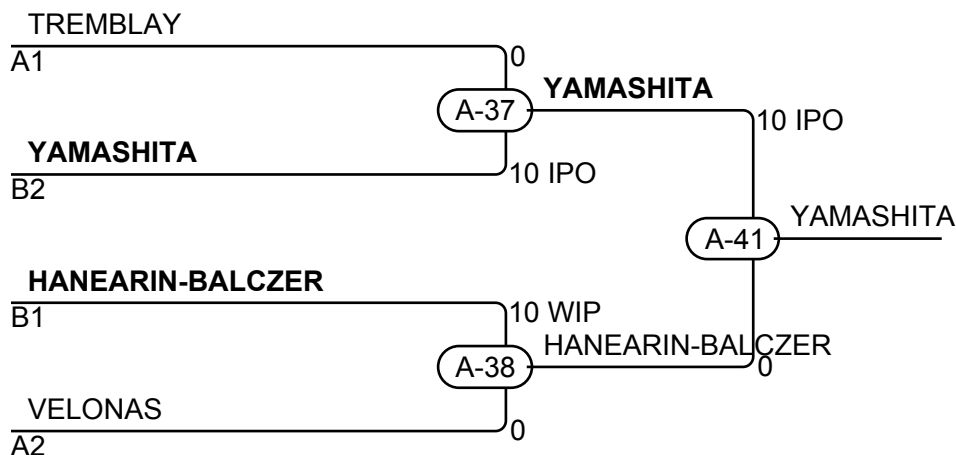 TREMBLAY
A1
0
A-37
YAMASHITA
10 IPO
YAMASHITA
B2
10 IPO
A-41
YAMASHITA
HANEARIN-BALCZER
B1
10 WIP
A-38
HANEARIN-BALCZER
0
VELONAS
A2
0